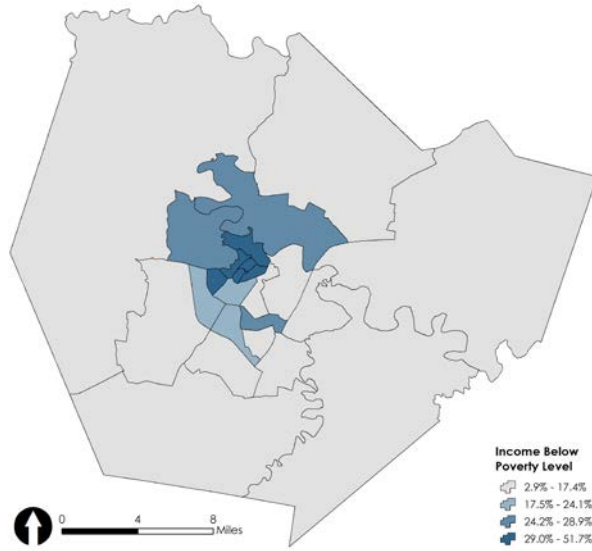 Income Below
Poverty Level
2.9% - 17.4%
17.5% - 24.1%
24.2% - 28.9%
29.0% - 51.7%
0 4 8
Miles